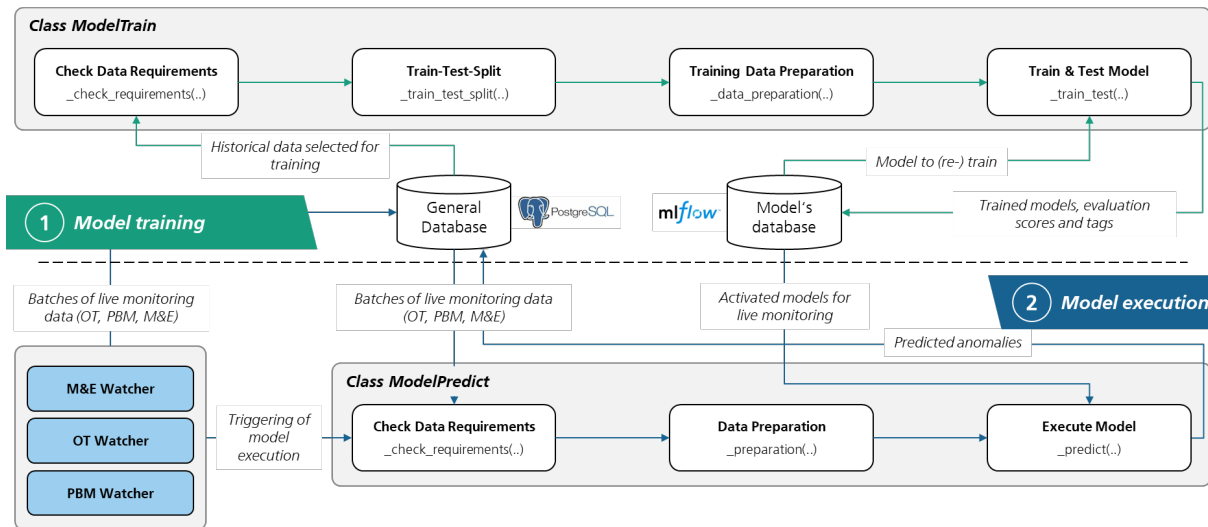 Class ModelTrain
Check Data Requirements
_check_requirements(..)
Train-Test-Split
_train_test_split(..)
Training Data Preparation
_data_preparation(..)
Train & Test Model
_train_test(..)
Historical data selected for
training
Model to (re-) train
1 Model training
General
Database
PostgreSQL
mlflow™
Model‘s
database
Trained models, evaluation
scores and tags
Batches of live monitoring
data (OT, PBM, M&E)
Batches of live monitoring data
(OT, PBM, M&E)
Activated models for
live monitoring
2 Model execution
Predicted anomalies
M&E Watcher
OT Watcher
PBM Watcher
Triggering of
model
execution
Class ModelPredict
Check Data Requirements
_check_requirements(..)
Data Preparation
_preparation(..)
Execute Model
_predict(..)